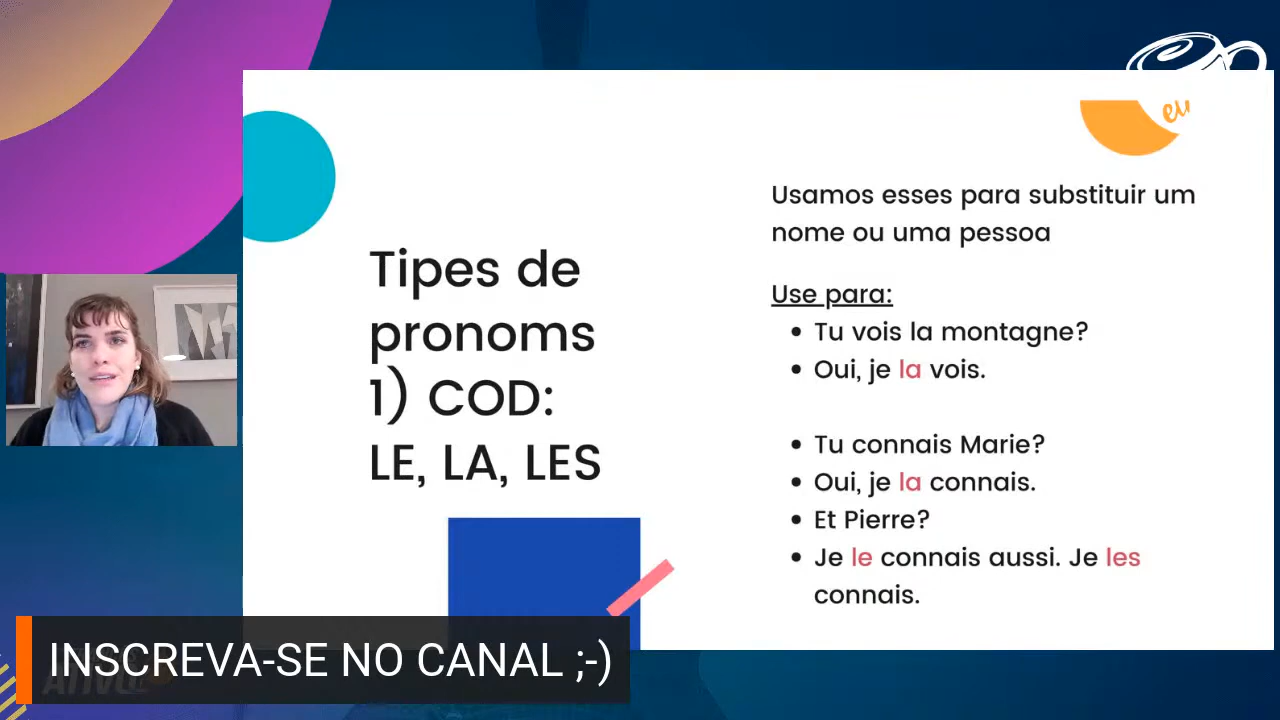 eu
Usamos esses para substituir um
nome ou uma pessoa
Tipes de
pronoms
1) COD:
LE, LA, LES
Use para:
• Tu vois la montagne?
• Oui, je la vois.
• Tu connais Marie?
• Oui, je la connais.
• Et Pierre?
• Je le connais aussi. Je les
connais.
INSCREVA-SE NO CANAL ;-)